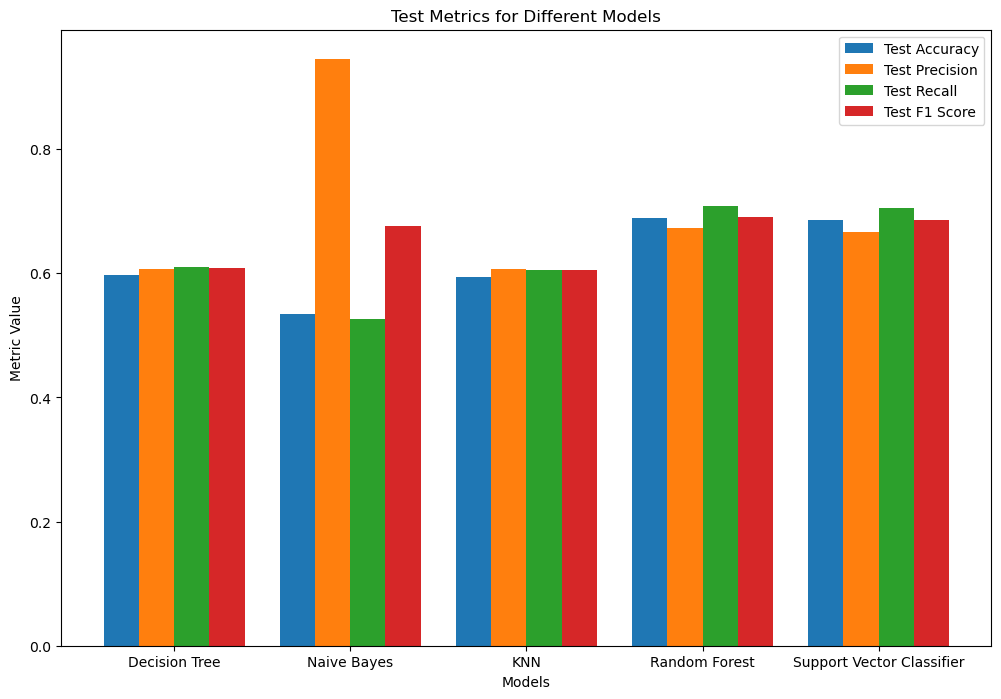 Test Metrics for Different Models
Test Accuracy
Test Precision
Test Recall
Test F1 Score
Metric Value
0.8
0.6
0.4
0.2
0.0
Decision Tree
Naive Bayes
KNN
Random Forest
Support Vector Classifier
Models